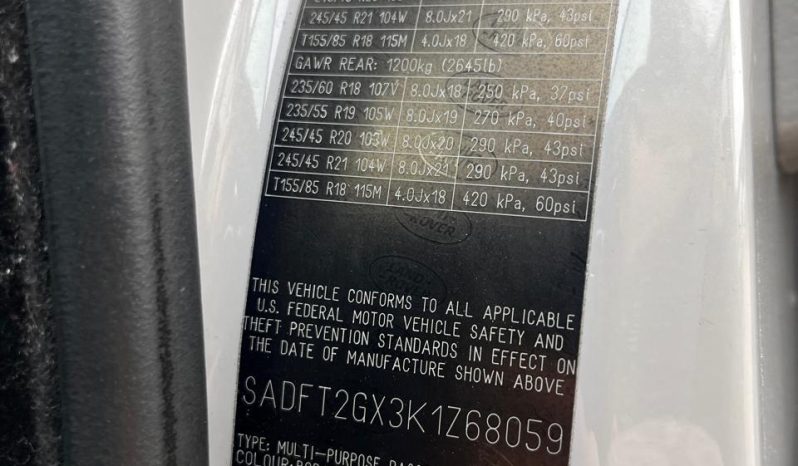 245/45 R21 104W 8.0Jx21 290 kPa, 43psi
T155/85 R18 115M 4.0Jx18 420 kPa, 60psi
GAWR REAR: 1200kg (2645lb)
235/60 R18 107V 8.0Jx18 250 kPa, 37psi
235/55 R19 105W 8.0Jx19 270 kPa, 40psi
245/45 R20 103W 8.0Jx20 290 kPa, 43psi
245/45 R21 104W 8.0Jx21 290 kPa, 43psi
T155/85 R18 115M 4.0Jx18 420 kPa, 60psi
ROVER
LAND
THIS VEHICLE CONFORMS TO ALL APPLICABLE
U.S. FEDERAL MOTOR VEHICLE SAFETY AND
THEFT PREVENTION STANDARDS IN EFFECT ON
THE DATE OF MANUFACTURE SHOWN ABOVE
SADFT2GX3K1Z68059
TYPE: MULTI-PURPOSE